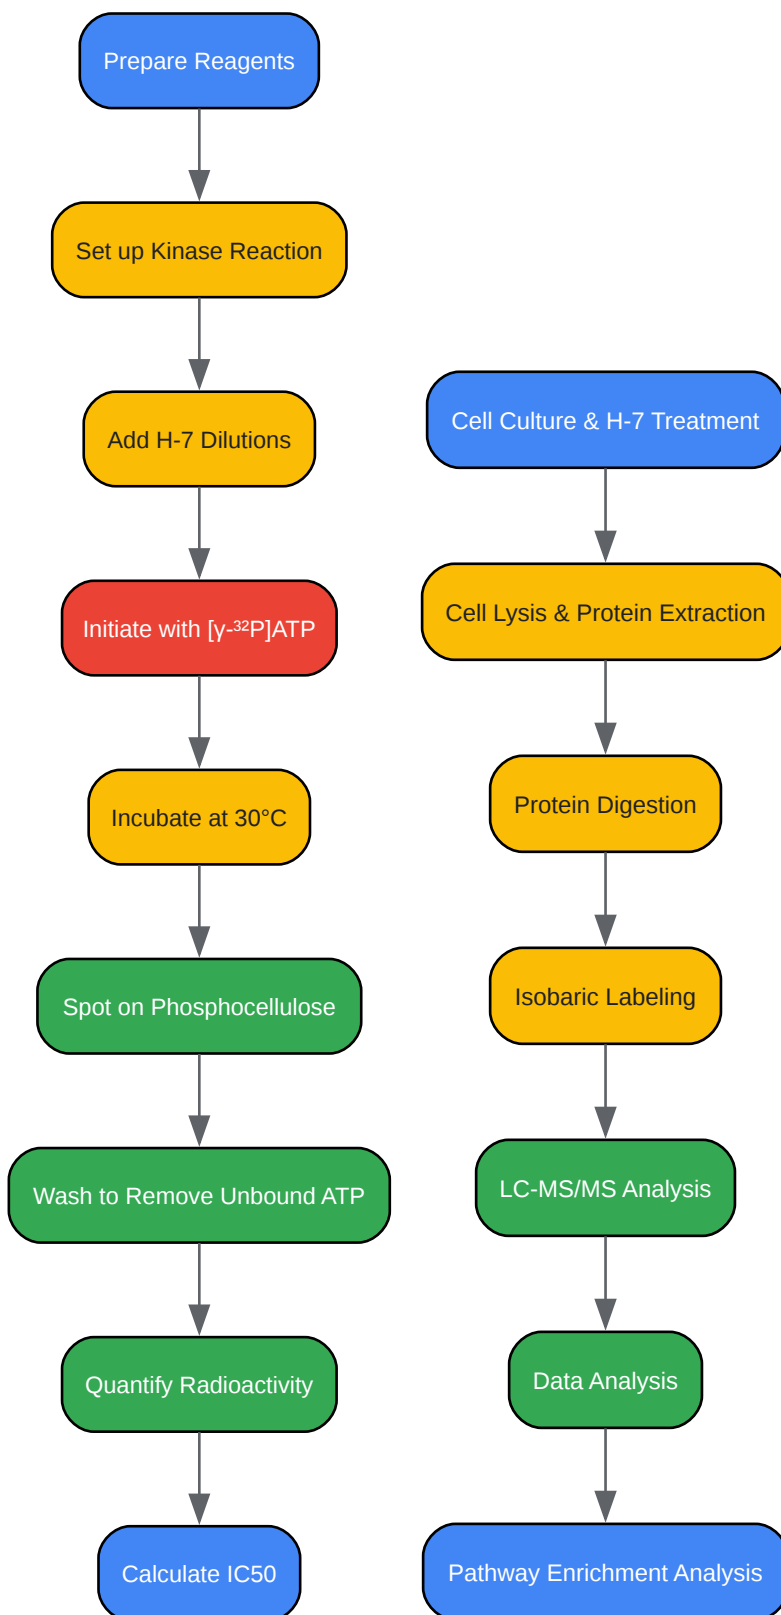 Prepare Reagents
Set up Kinase Reaction
Add H-7 Dilutions
Initiate with [γ-³²P]ATP
Incubate at 30°C
Spot on Phosphocellulose
Wash to Remove Unbound ATP
Quantify Radioactivity
Calculate IC50
Cell Culture & H-7 Treatment
Cell Lysis & Protein Extraction
Protein Digestion
Isobaric Labeling
LC-MS/MS Analysis
Data Analysis
Pathway Enrichment Analysis